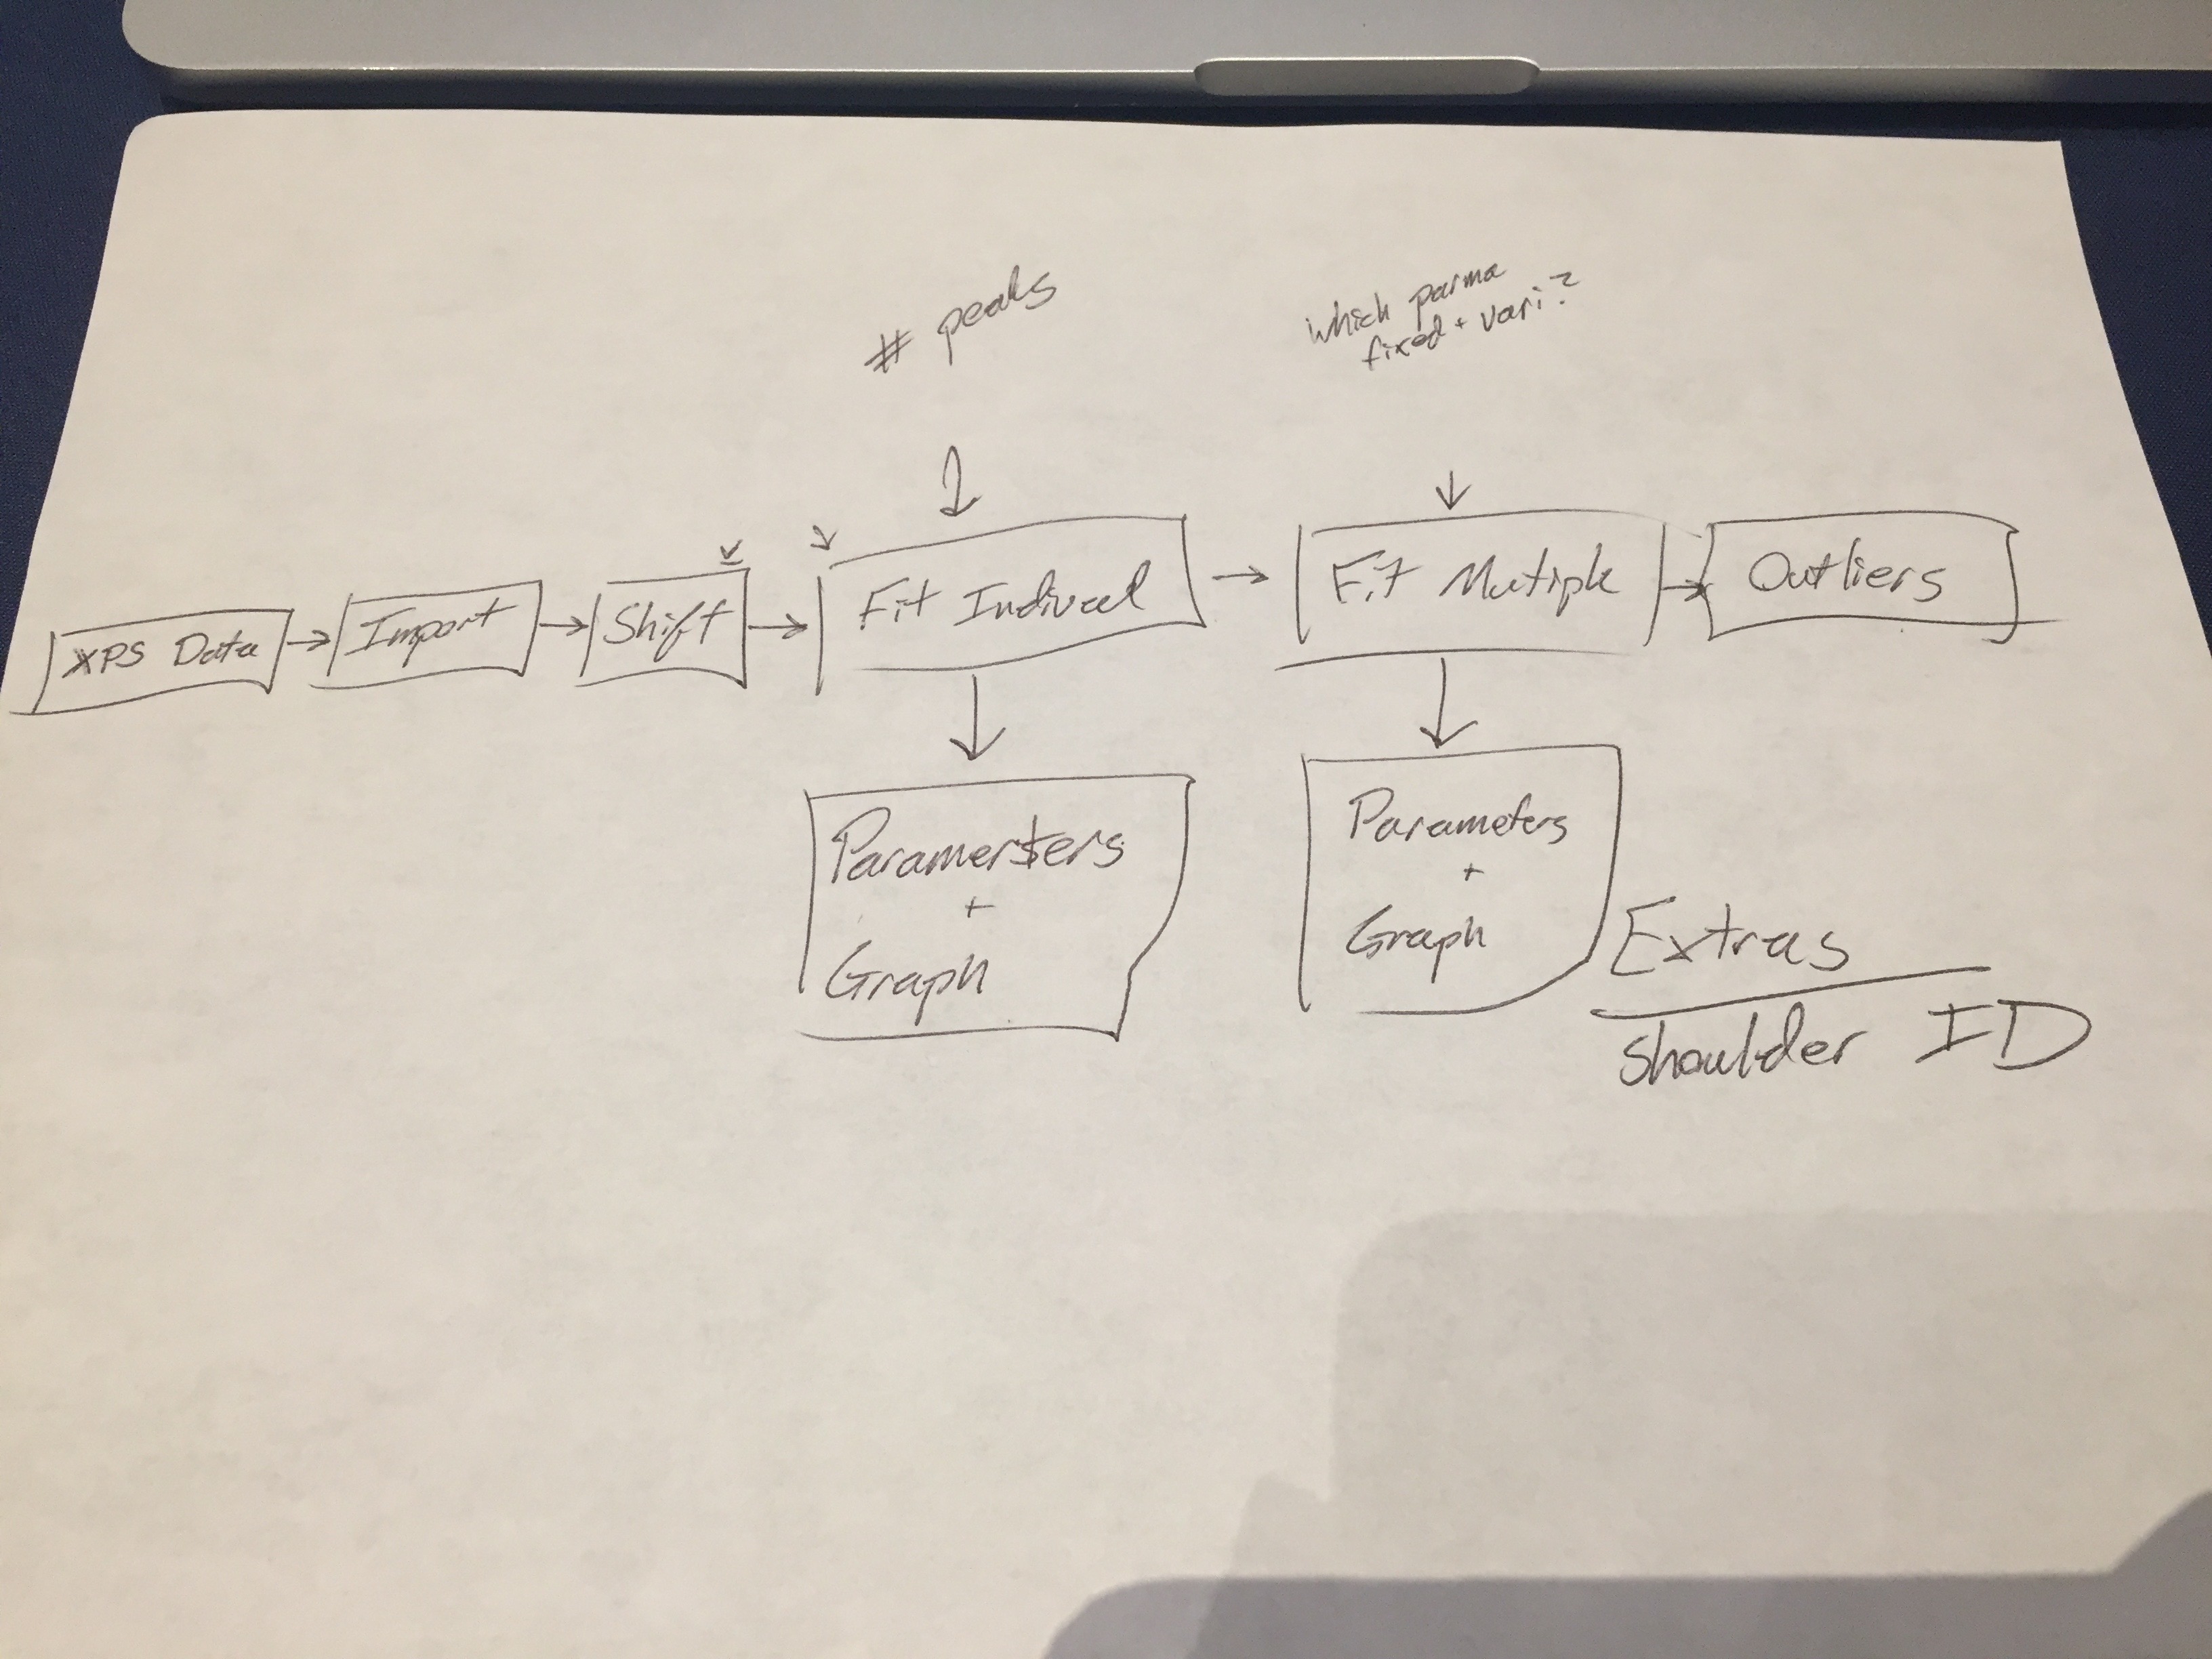 # peaks
which parma
fixed + vari?
XPS Data
Import
Shift
Fit Indiveel
Fit Mutiple
Outliers
Paramersters
+
Graph
Parameters
+
Graph
Extras
Shoulder ID